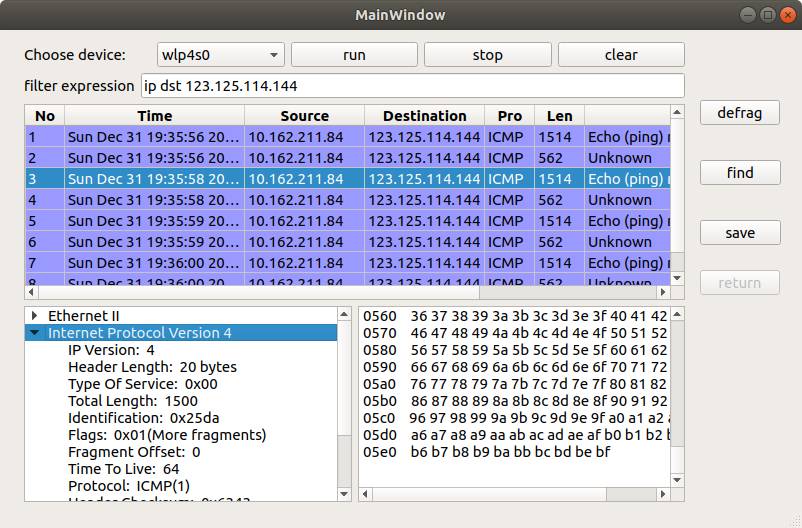 MainWindow
Choose device: wlp4s0 run stop clear
filter expression ip dst 123.125.114.144
No Time Source Destination Pro Len
1 Sun Dec 31 19:35:56 20... 10.162.211.84 123.125.114.144 ICMP 1514 Echo (ping) r
2 Sun Dec 31 19:35:56 20... 10.162.211.84 123.125.114.144 ICMP 562 Unknown
3 Sun Dec 31 19:35:58 20... 10.162.211.84 123.125.114.144 ICMP 1514 Echo (ping) r
4 Sun Dec 31 19:35:58 20... 10.162.211.84 123.125.114.144 ICMP 562 Unknown
5 Sun Dec 31 19:35:59 20... 10.162.211.84 123.125.114.144 ICMP 1514 Echo (ping) r
6 Sun Dec 31 19:35:59 20... 10.162.211.84 123.125.114.144 ICMP 562 Unknown
7 Sun Dec 31 19:36:00 20... 10.162.211.84 123.125.114.144 ICMP 1514 Echo (ping) r
8 Sun Dec 31 19:36:00 20... 10.162.211.84 123.125.114.144 ICMP 562 Unknown
defrag
find
save
return
Ethernet II
Internet Protocol Version 4
IP Version: 4
Header Length: 20 bytes
Type Of Service: 0x00
Total Length: 1500
Identification: 0x25da
Flags: 0x01(More fragments)
Fragment Offset: 0
Time To Live: 64
Protocol: ICMP(1)
Header Checksum:
0560 36 37 38 39 3a 3b 3c 3d 3e 3f 40 41 42
0570 46 47 48 49 4a 4b 4c 4d 4e 4f 50 51 52
0580 56 57 58 59 5a 5b 5c 5d 5e 5f 60 61 62
0590 66 67 68 69 6a 6b 6c 6d 6e 6f 70 71 72
05a0 76 77 78 79 7a 7b 7c 7d 7e 7f 80 81 82
05b0 86 87 88 89 8a 8b 8c 8d 8e 8f 90 91 92
05c0 96 97 98 99 9a 9b 9c 9d 9e 9f a0 a1 a2
05d0 a6 a7 a8 a9 aa ab ac ad ae af b0 b1 b2
05e0 b6 b7 b8 b9 ba bb bc bd be bf